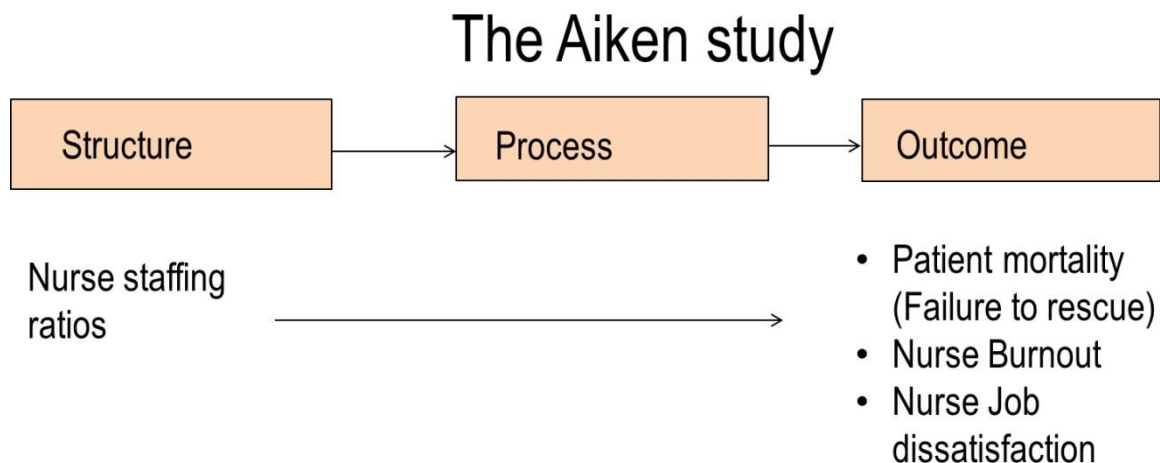 The Aiken study
Structure
Process
Outcome
Nurse staffing
ratios
• Patient mortality
(Failure to rescue)
• Nurse Burnout
• Nurse Job
dissatisfaction